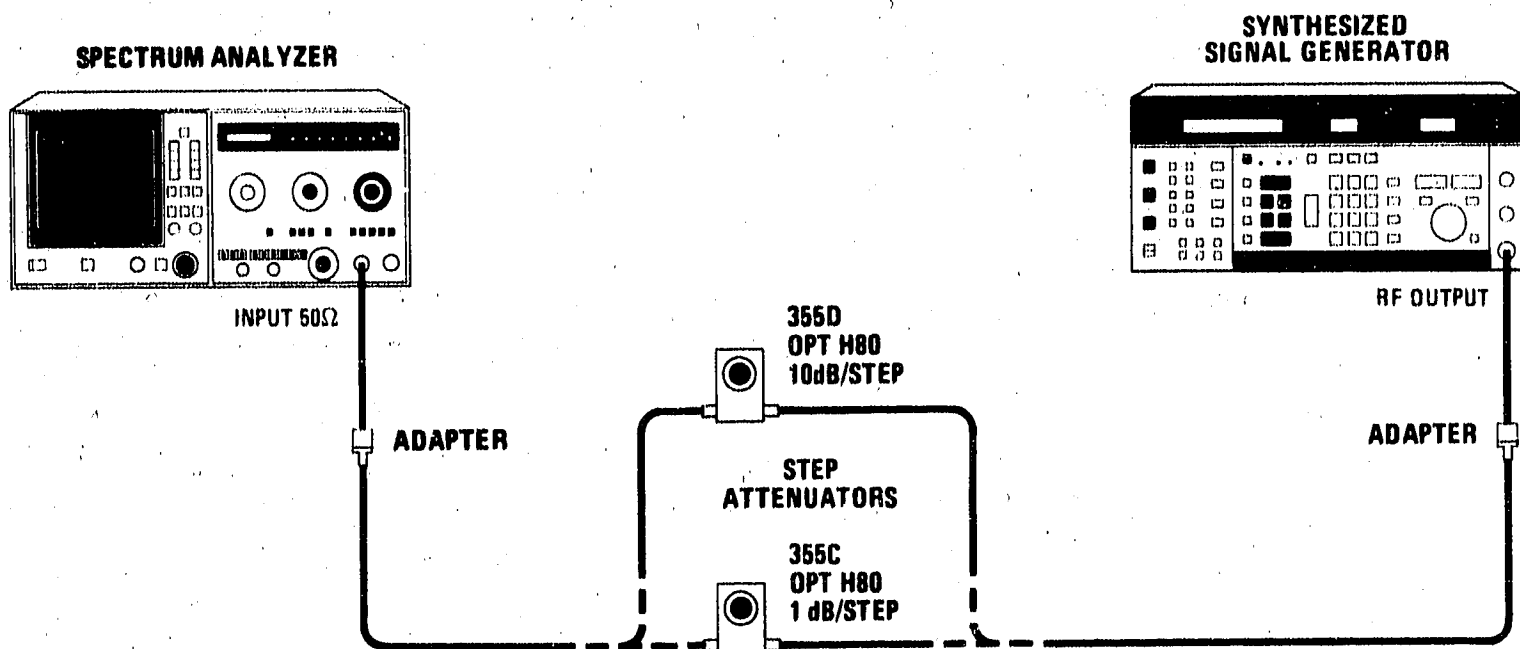 SPECTRUM ANALYZER
SYNTHESIZED
SIGNAL GENERATOR
INPUT 50Ω
RF OUTPUT
355D
OPT H80
10dB/STEP
ADAPTER
ADAPTER
STEP
ATTENUATORS
355C
OPT H80
1 dB/STEP